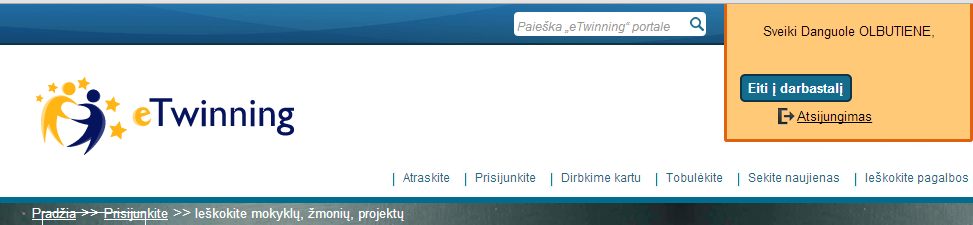 Paieška „eTwinning“ portale
Sveiki Danguole OLBUTIENE,
Eiti į darbastalį
Atsijungimas
eTwinning
| Atraskite | Prisijunkite | Dirbkime kartu | Tobulėkite | Sekite naujienas | Ieškokite pagalbos
Pradžia >> Prisijunkite >> Ieškokite mokyklų, žmonių, projektų